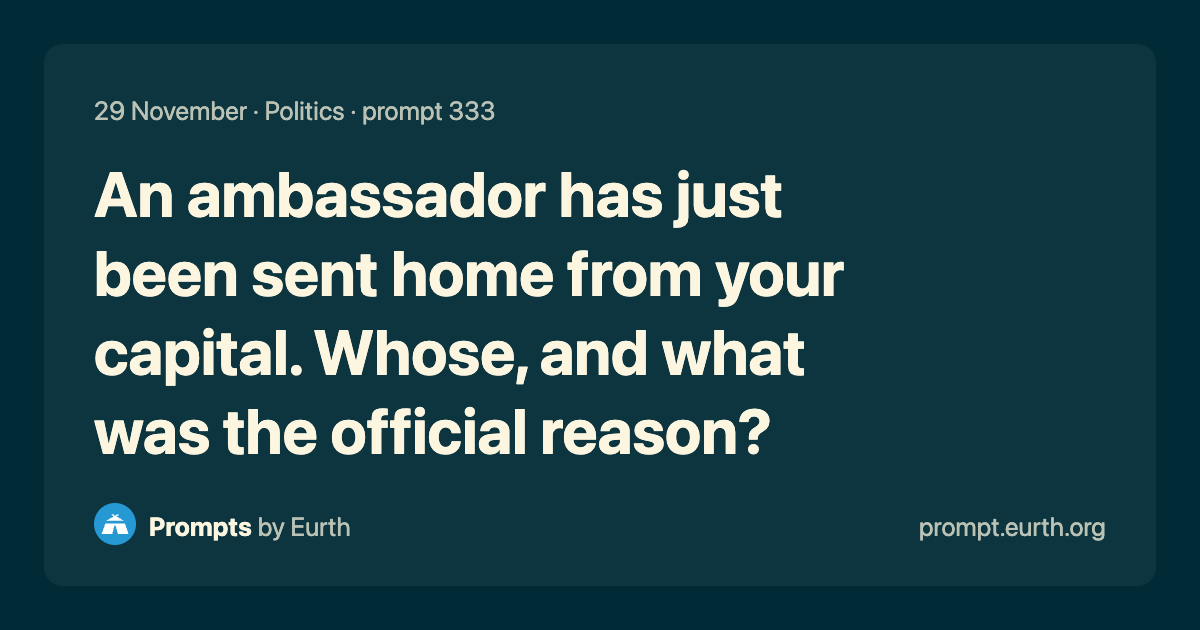 29 November · Politics · prompt 333
An ambassador has just
been sent home from your
capital. Whose, and what
was the official reason?
Prompts by Eurth
prompt.eurth.org